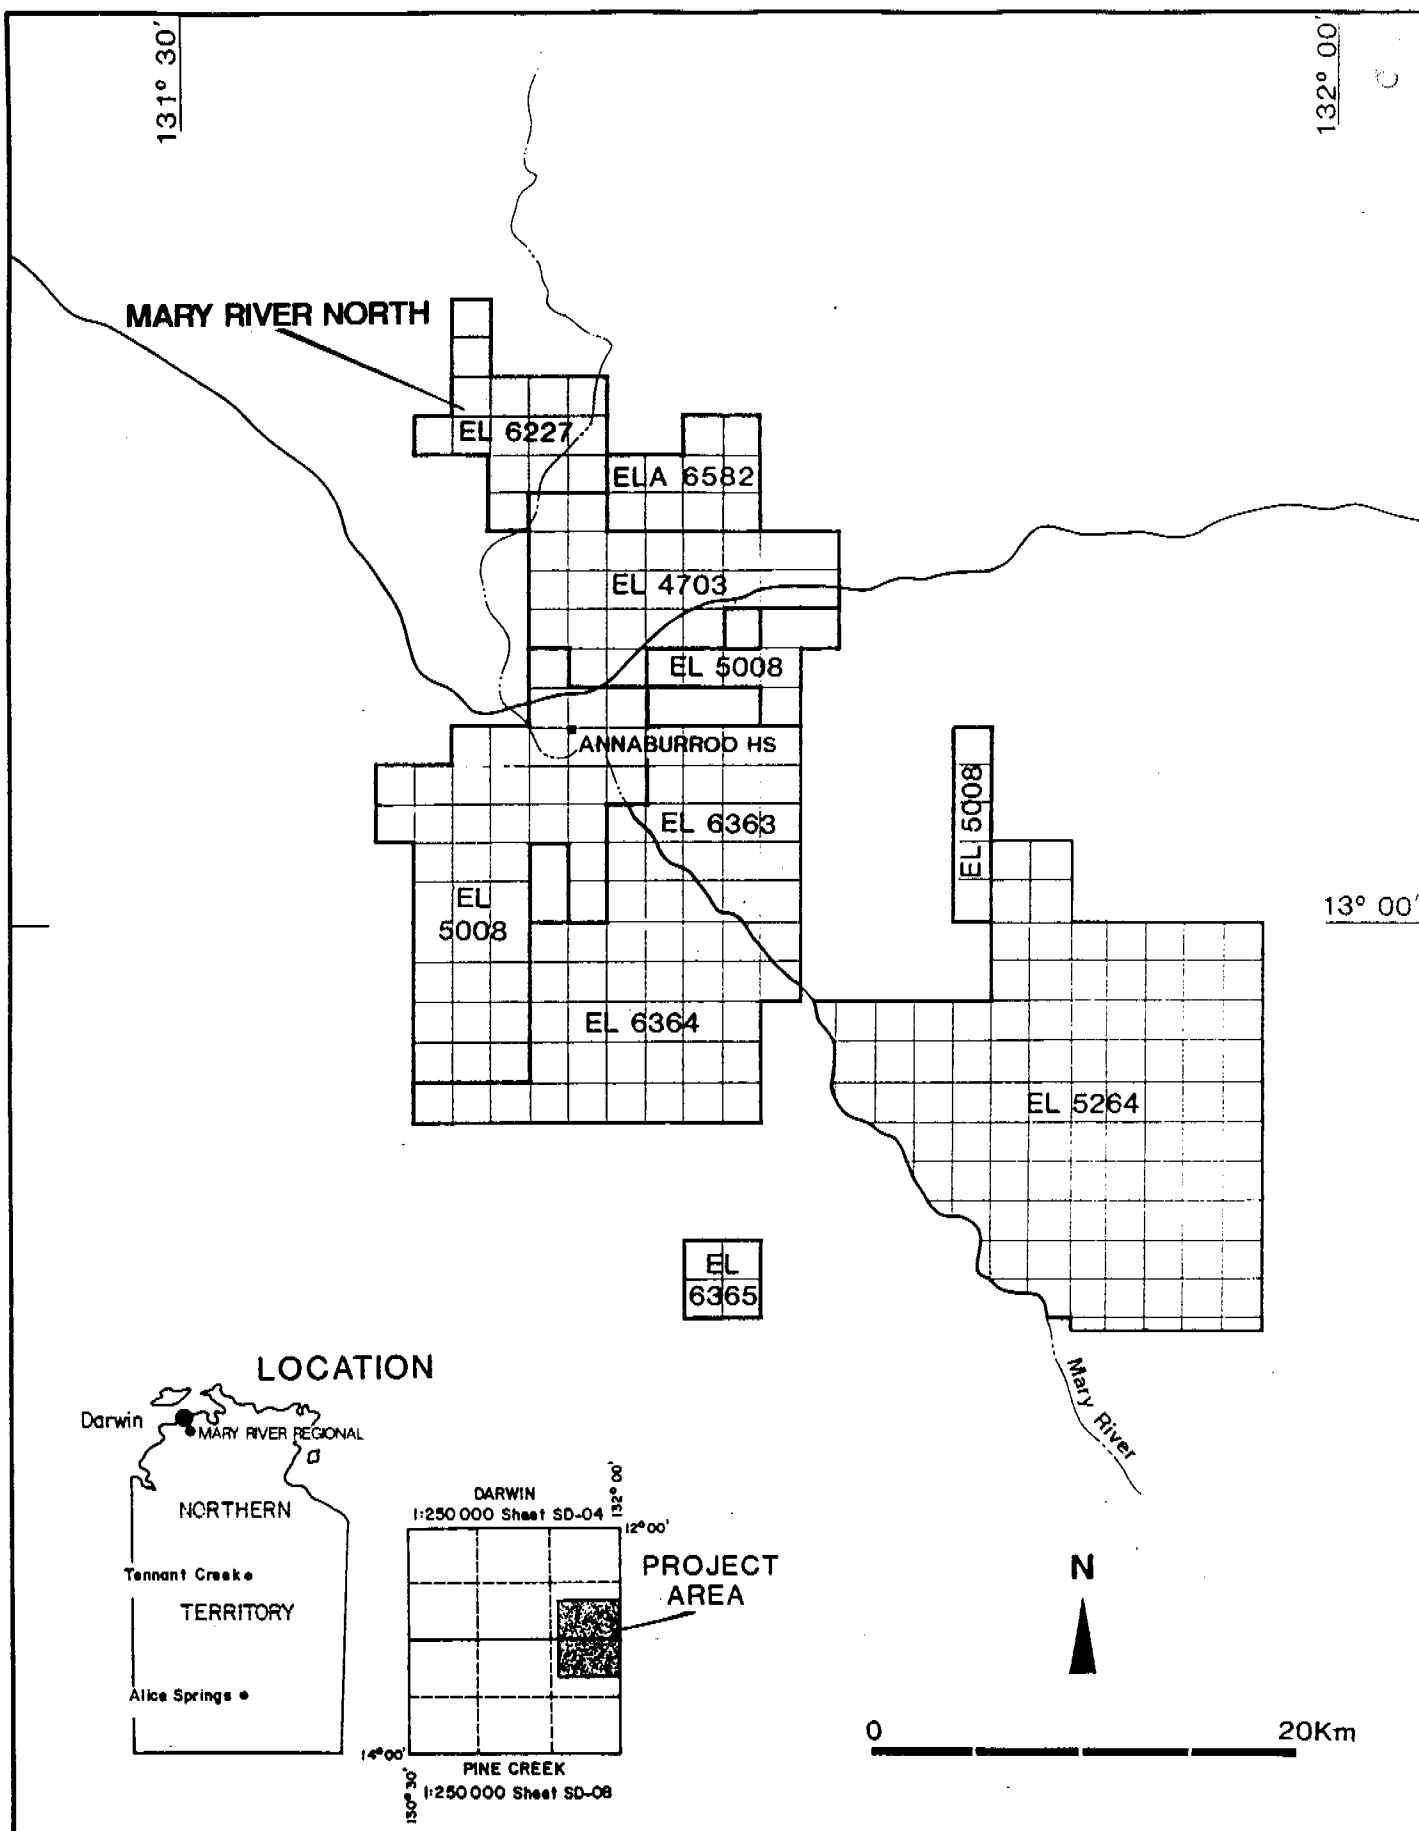 131° 30'
132° 00'
MARY RIVER NORTH
EL 6227
ELA 6582
EL 4703
EL 5008
ANNABURROO HS
EL 5008
EL 6363
EL
5008
13° 00'
EL 6364
EL 5264
EL
6365
Mary River
LOCATION
Darwin
MARY RIVER REGIONAL
NORTHERN
Tennant Creek
TERRITORY
Alice Springs
DARWIN
1:250 000 Sheet SD-04
132° 00'
12°00'
PROJECT
AREA
14°00'
130° 30'
PINE CREEK
1:250 000 Sheet SD-08
N
0
20Km